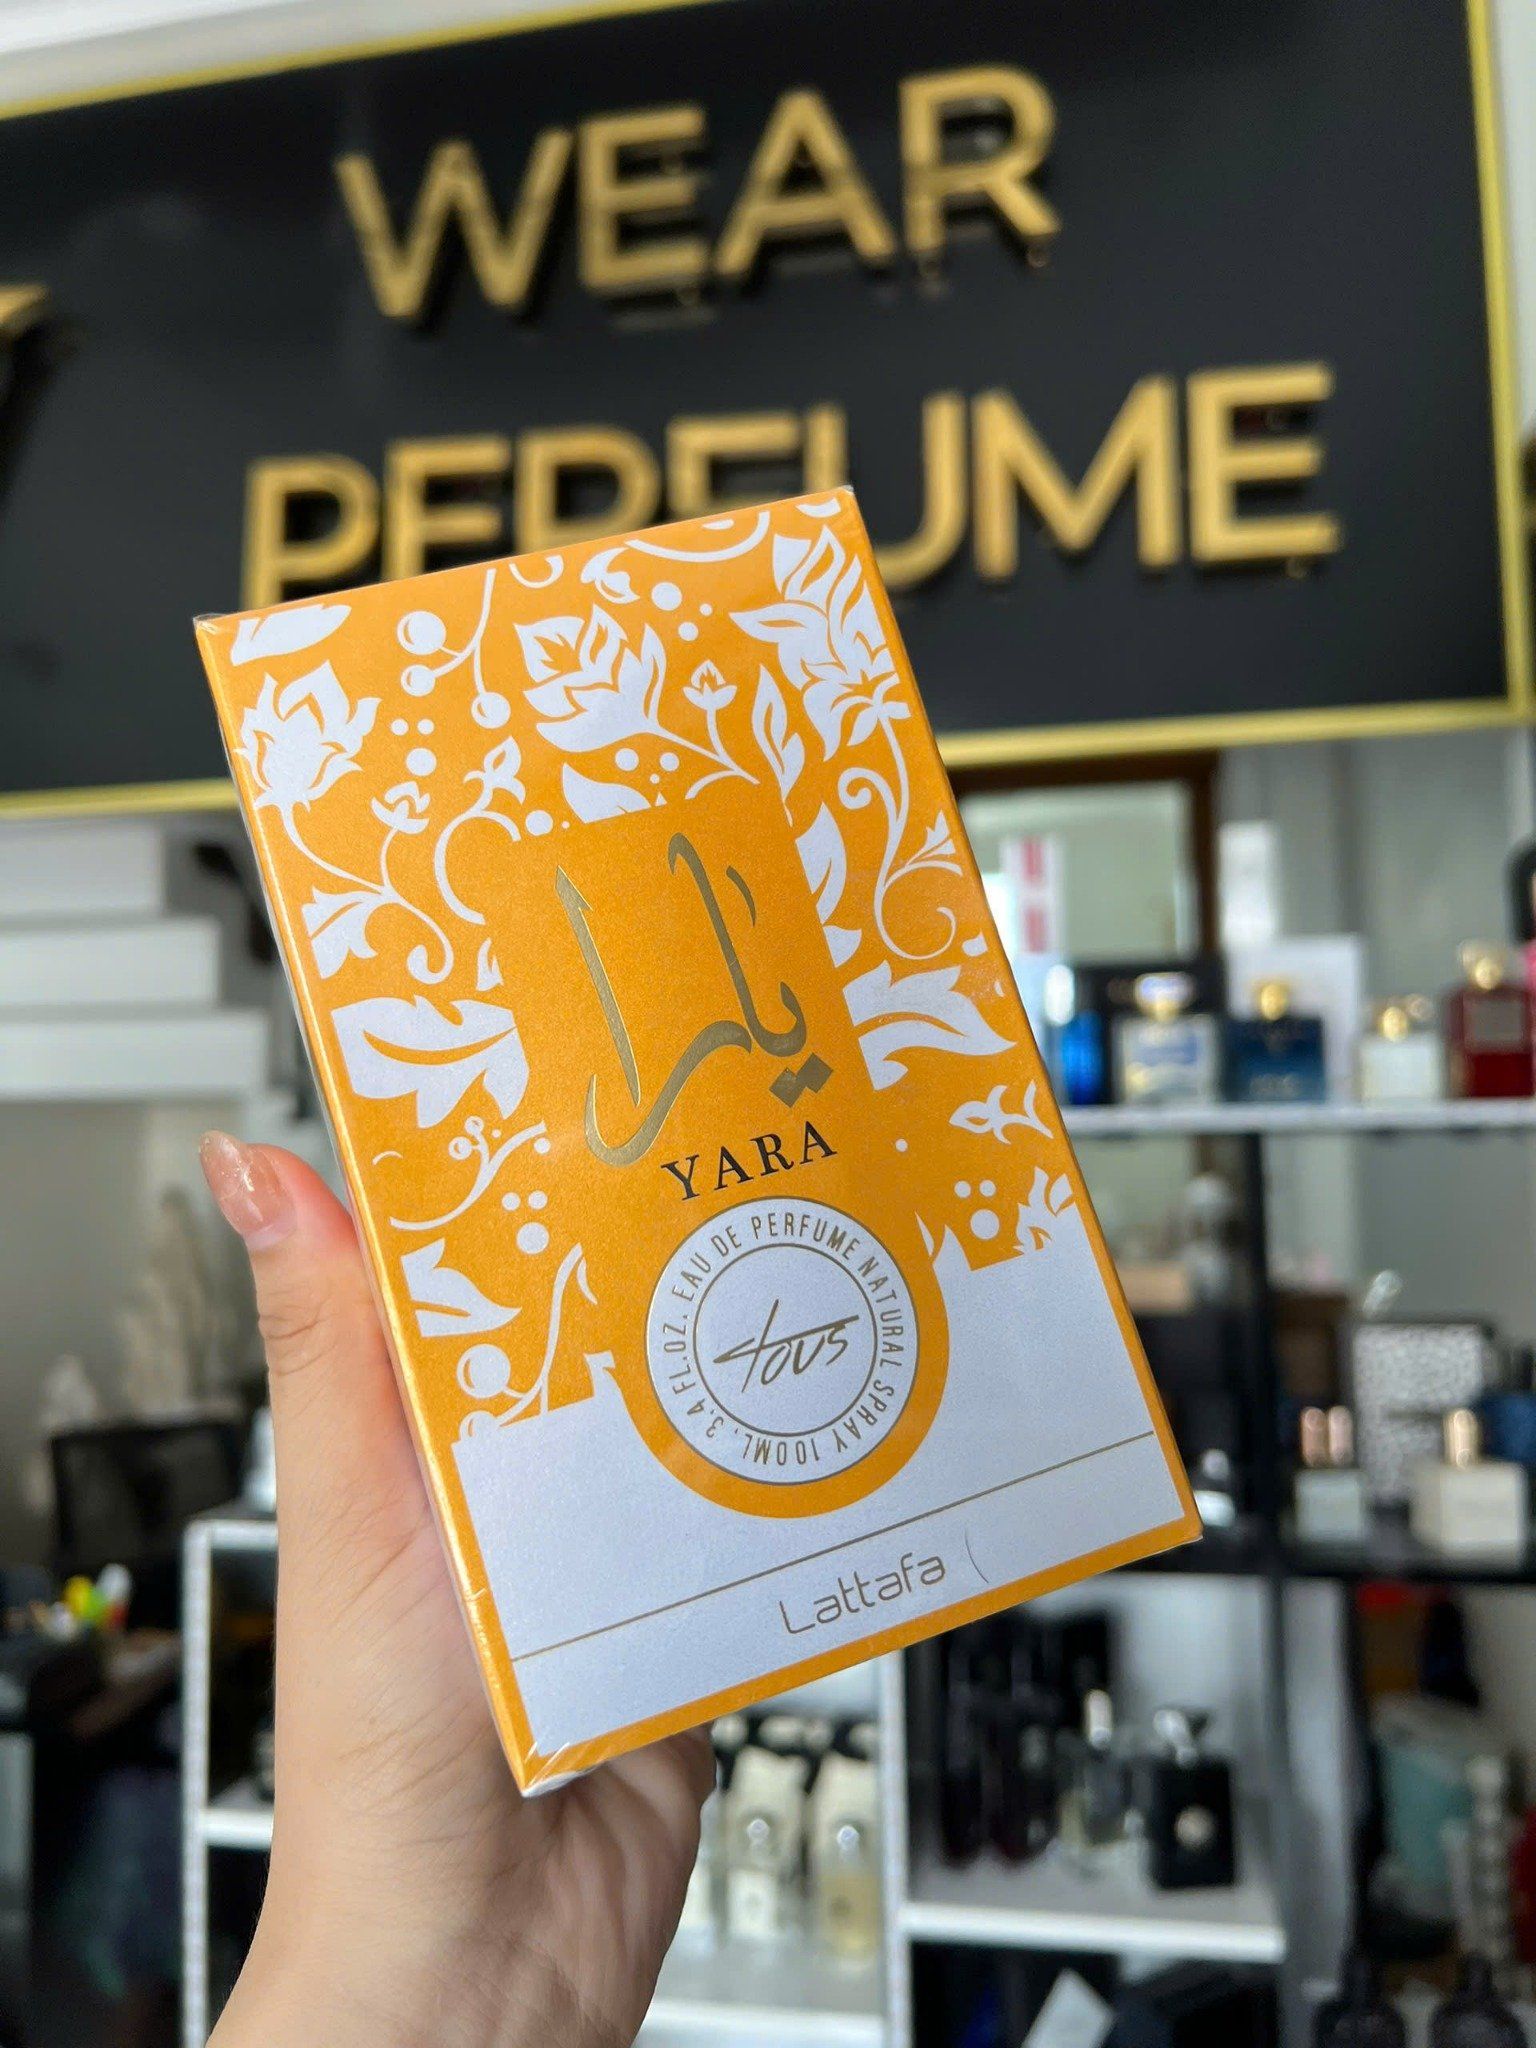 WEAR
PERFUME
يارا
YARA
EAU DE PERFUME NATURAL SPRAY 100ML. 3.4 FL.OZ.
tous
Lattafa